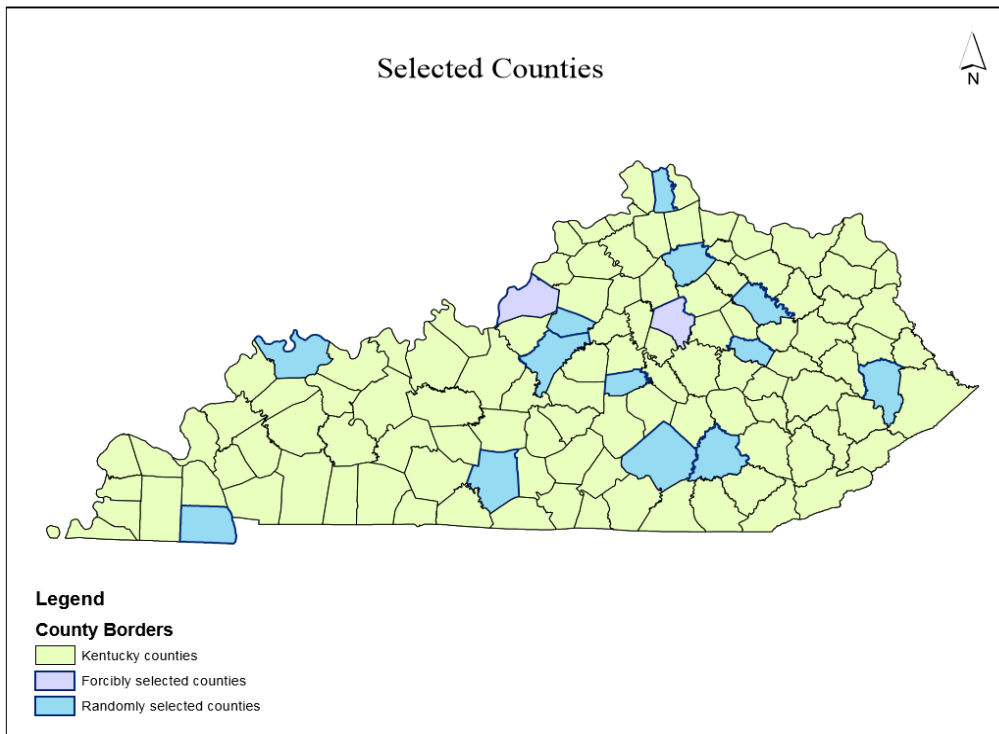 Selected Counties
N
Legend
County Borders
Kentucky counties
Forcibly selected counties
Randomly selected counties